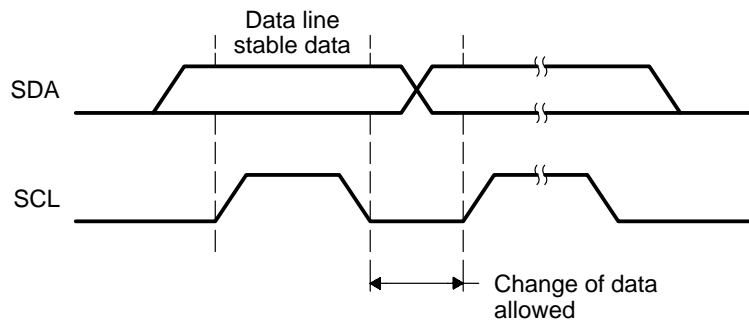 Data line
stable data
SDA
SCL
Change of data
allowed